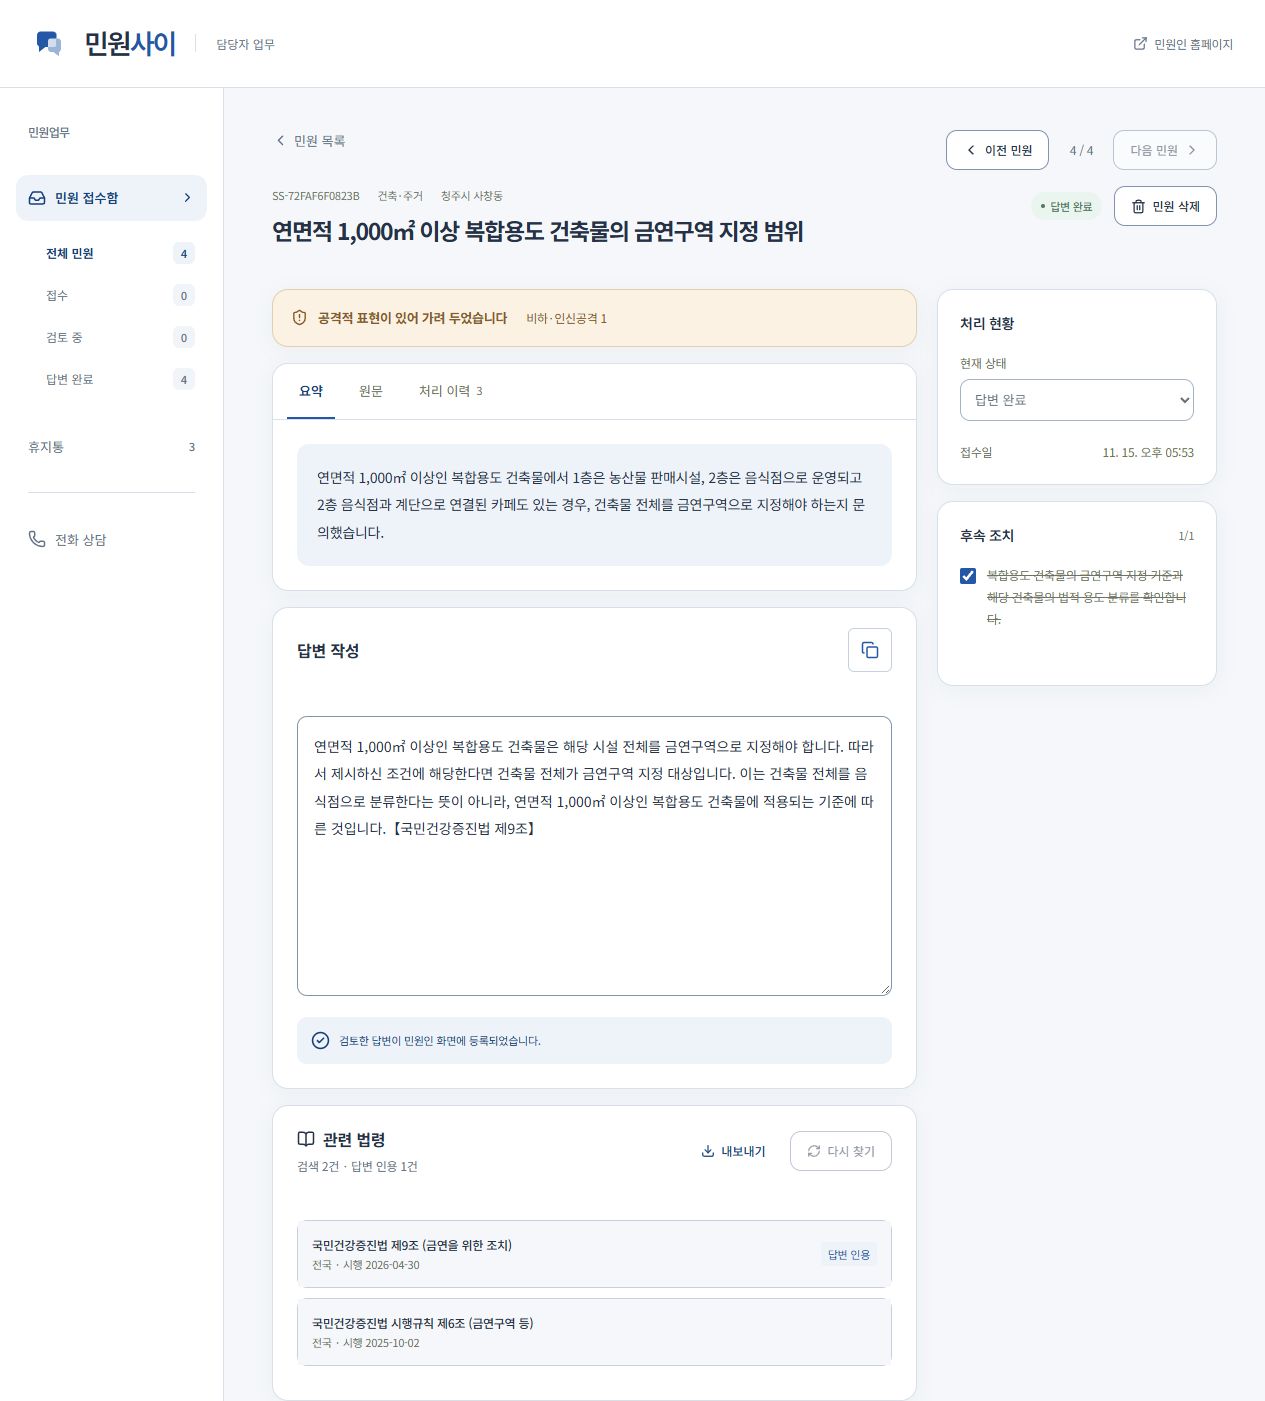 민원사이
담당자 업무
민원인 홈페이지
민원업무
민원 접수함
전체 민원 4
접수 0
검토 중 0
답변 완료 4
휴지통 3
전화 상담
민원 목록
이전 민원
4 / 4
다음 민원
SS-72FAF6F0823B 건축·주거 청주시 사창동
답변 완료
민원 삭제
연면적 1,000㎡ 이상 복합용도 건축물의 금연구역 지정 범위
공격적 표현이 있어 가려 두었습니다 비하·인신공격 1
요약 원문 처리 이력 3
연면적 1,000㎡ 이상인 복합용도 건축물에서 1층은 농산물 판매시설, 2층은 음식점으로 운영되고
2층 음식점과 계단으로 연결된 카페도 있는 경우, 건축물 전체를 금연구역으로 지정해야 하는지 문
의했습니다.
답변 작성
연면적 1,000㎡ 이상인 복합용도 건축물은 해당 시설 전체를 금연구역으로 지정해야 합니다. 따라
서 제시하신 조건에 해당한다면 건축물 전체가 금연구역 지정 대상입니다. 이는 건축물 전체를 음
식점으로 분류한다는 뜻이 아니라, 연면적 1,000㎡ 이상인 복합용도 건축물에 적용되는 기준에 따
른 것입니다.【국민건강증진법 제9조】
검토한 답변이 민원인 화면에 등록되었습니다.
관련 법령
검색 2건 · 답변 인용 1건
내보내기
다시 찾기
국민건강증진법 제9조 (금연을 위한 조치)
전국 · 시행 2026-04-30
답변 인용
국민건강증진법 시행규칙 제6조 (금연구역 등)
전국 · 시행 2025-10-02
처리 현황
현재 상태
답변 완료
접수일 11. 15. 오후 05:53
후속 조치 1/1
복합용도 건축물의 금연구역 지정 기준과
해당 건축물의 법적 용도 분류를 확인합니
다.